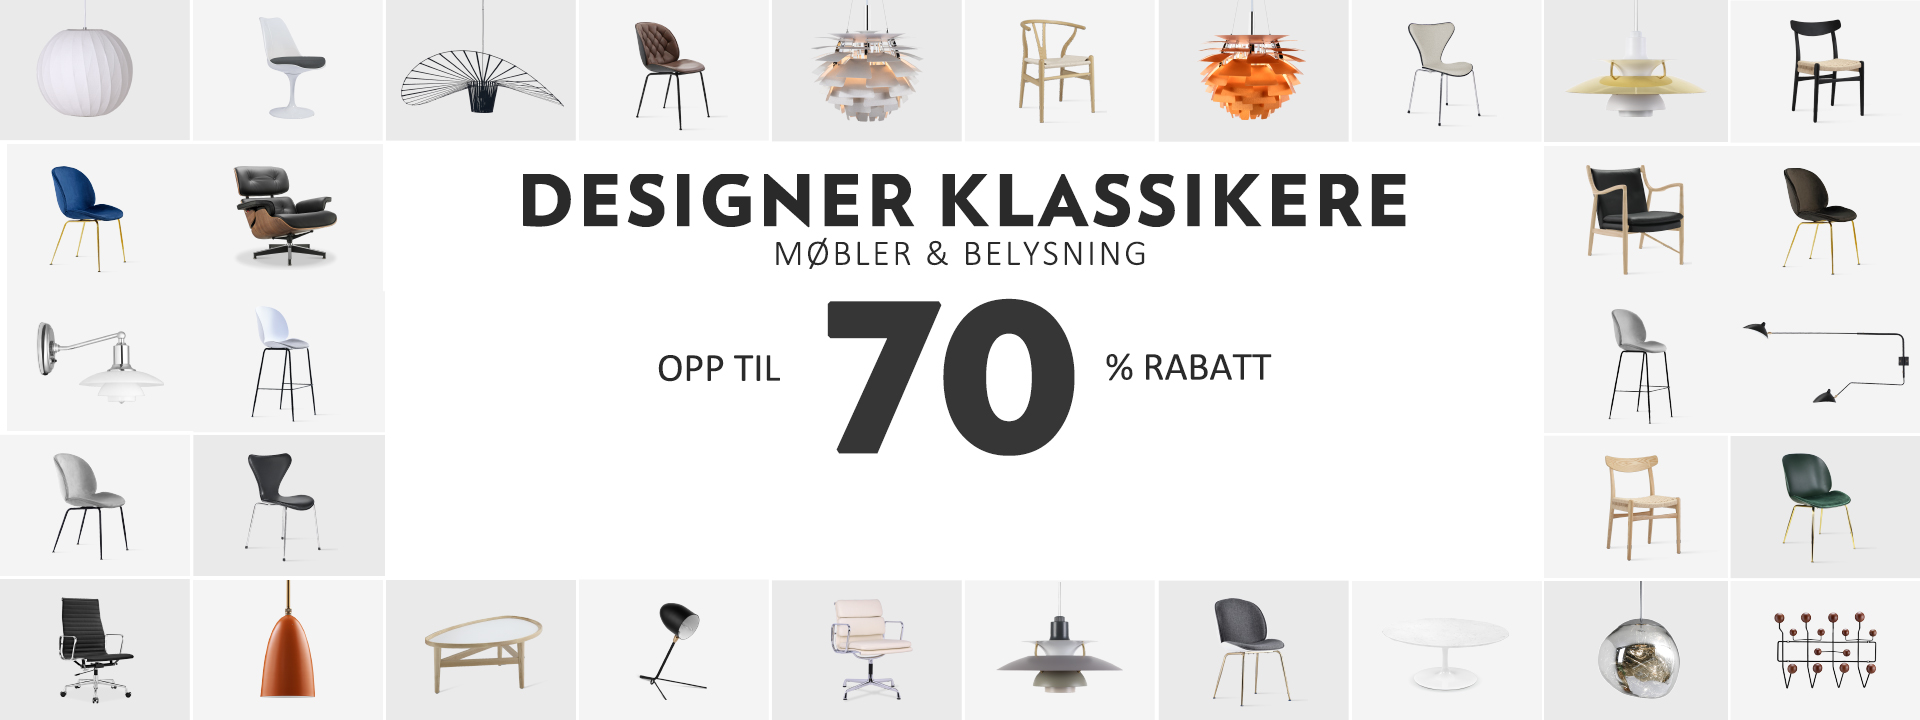 DESIGNER KLASSIKERE
MØBLER & BELYSNING
OPP TIL 70 % RABATT